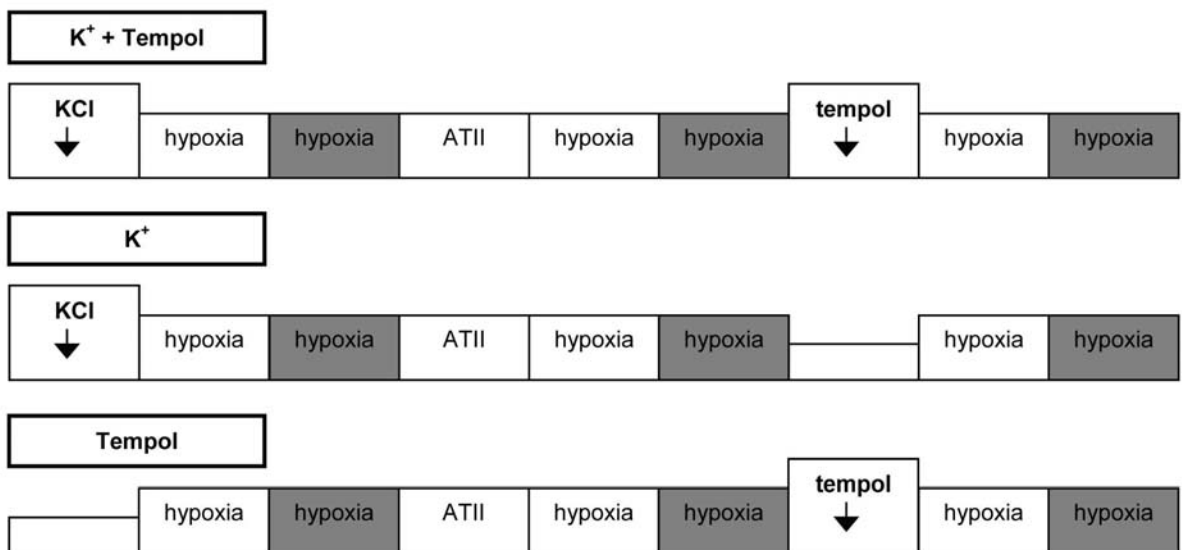 K⁺ + Tempol
KCl
hypoxia hypoxia ATII hypoxia hypoxia tempol hypoxia hypoxia
K⁺
KCl
hypoxia hypoxia ATII hypoxia hypoxia hypoxia hypoxia
Tempol
hypoxia hypoxia ATII hypoxia hypoxia tempol hypoxia hypoxia